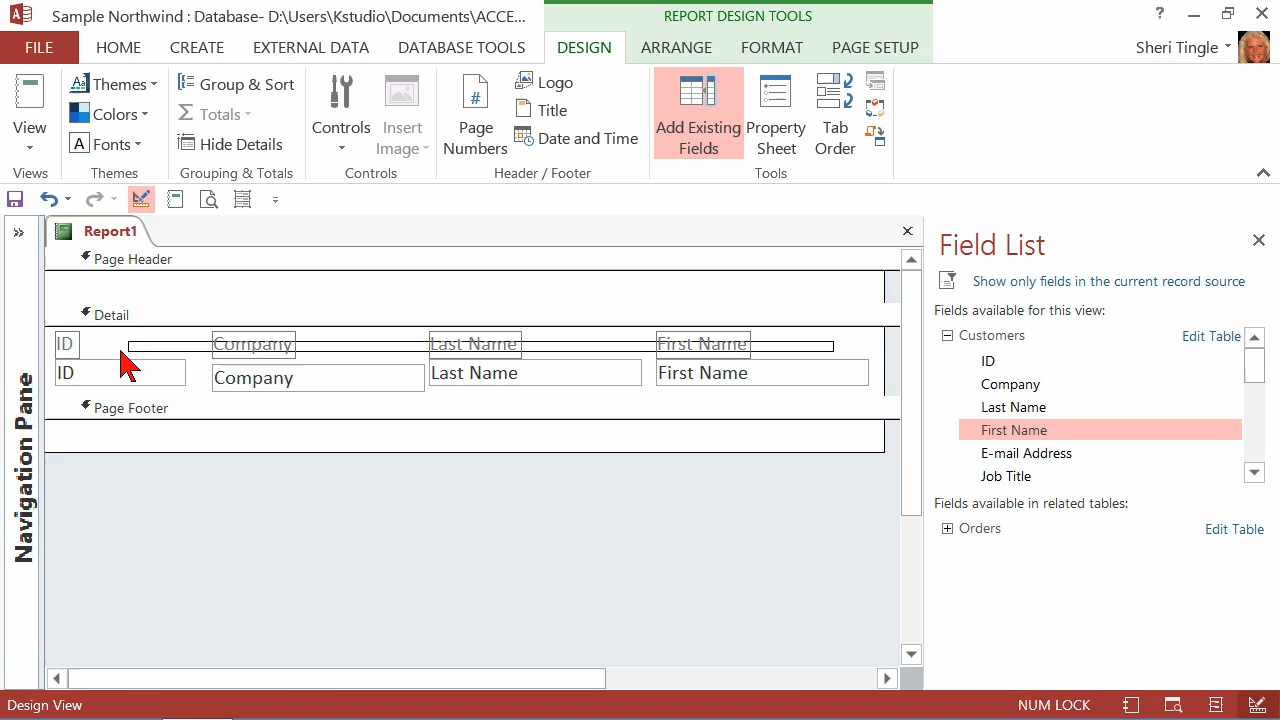 Sample Northwind : Database- D:\Users\Kstudio\Documents\ACCE...
REPORT DESIGN TOOLS
?
FILE
HOME
CREATE
EXTERNAL DATA
DATABASE TOOLS
DESIGN
ARRANGE
FORMAT
PAGE SETUP
Sheri Tingle
View
Views
Themes
Colors
Fonts
Themes
Group & Sort
Totals
Hide Details
Grouping & Totals
Controls
Insert
Image
Controls
Page
Numbers
Logo
Title
Date and Time
Header / Footer
Add Existing
Fields
Property
Sheet
Tab
Order
Tools
Report1
Page Header
Detail
ID
Company
Last Name
First Name
ID
Company
Last Name
First Name
Page Footer
Navigation Pane
Field List
Show only fields in the current record source
Fields available for this view:
Customers
Edit Table
ID
Company
Last Name
First Name
E-mail Address
Job Title
Fields available in related tables:
Orders
Edit Table
Design View
NUM LOCK